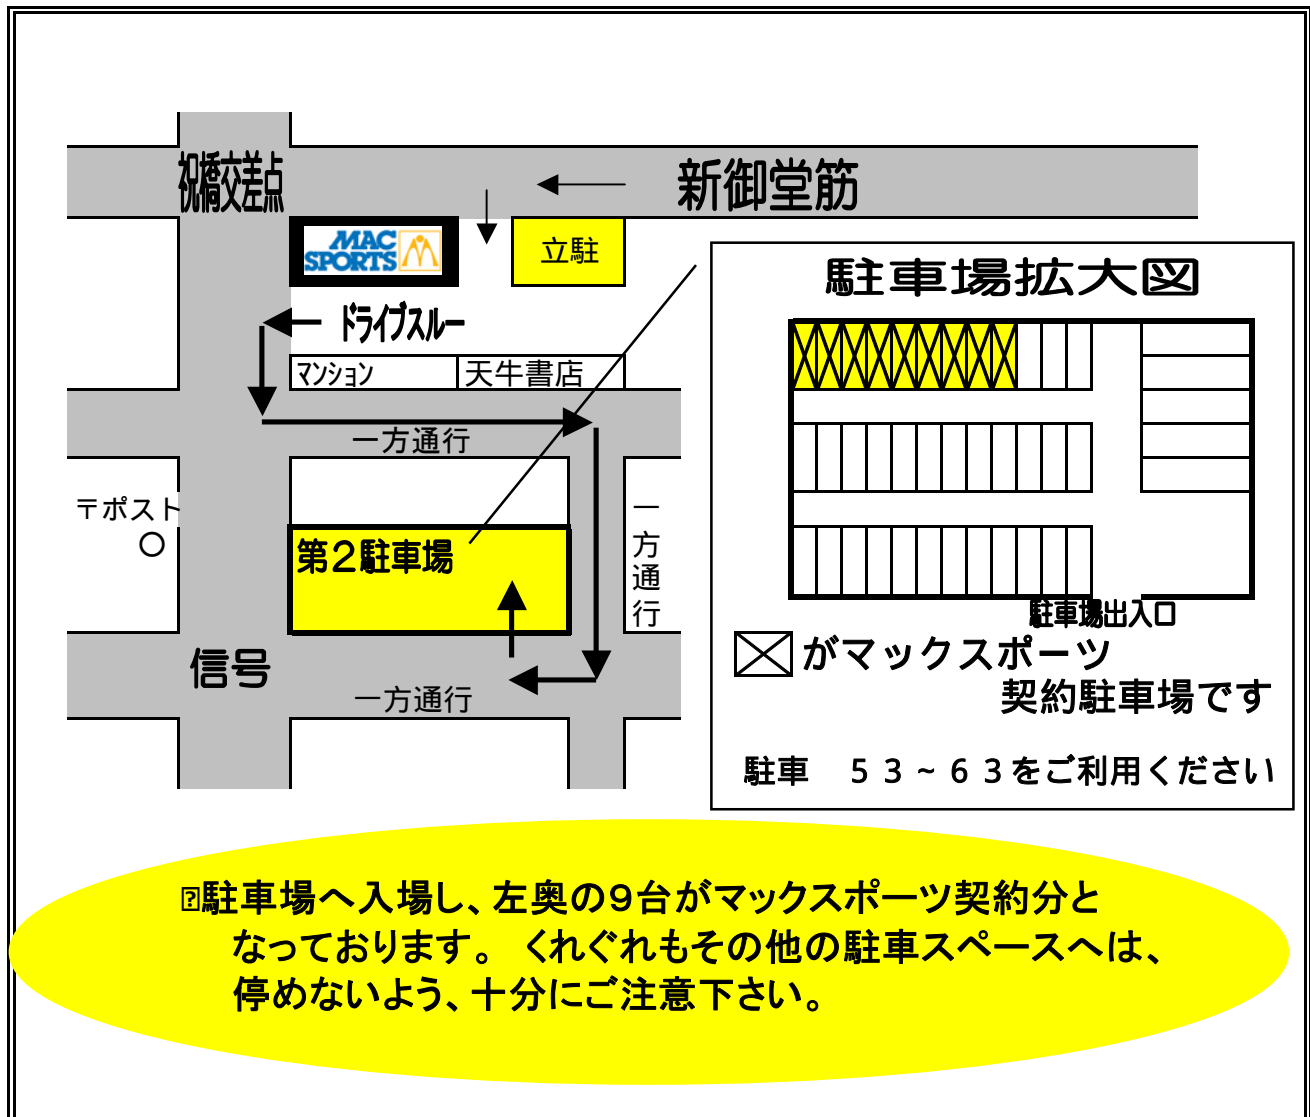 祝橋交差点
新御堂筋
MAC
SPORTS
立駐
ドライブスルー
マンション
天牛書店
一方通行
〒ポスト
○
第2駐車場
一方通行
信号
一方通行
駐車場拡大図
駐車場出入口
がマックスポーツ
契約駐車場です
駐車　５３~６３をご利用ください
駐車場へ入場し、左奥の９台がマックスポーツ契約分と
なっております。くれぐれもその他の駐車スペースへは、
停めないよう、十分にご注意下さい。